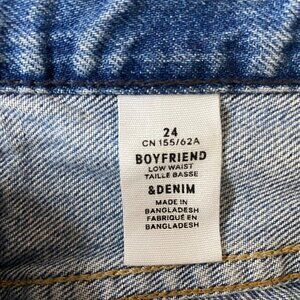 24
CN 155/62A
BOYFRIEND
LOW WAIST
TAILLE BASSE
&DENIM
MADE IN
BANGLADESH
FABRIQUÉ EN
BANGLADESH